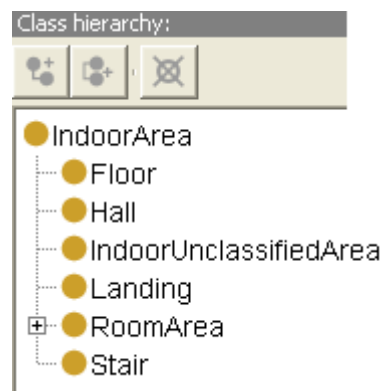 Class hierarchy:
IndoorArea
Floor
Hall
IndoorUnclassifiedArea
Landing
RoomArea
Stair